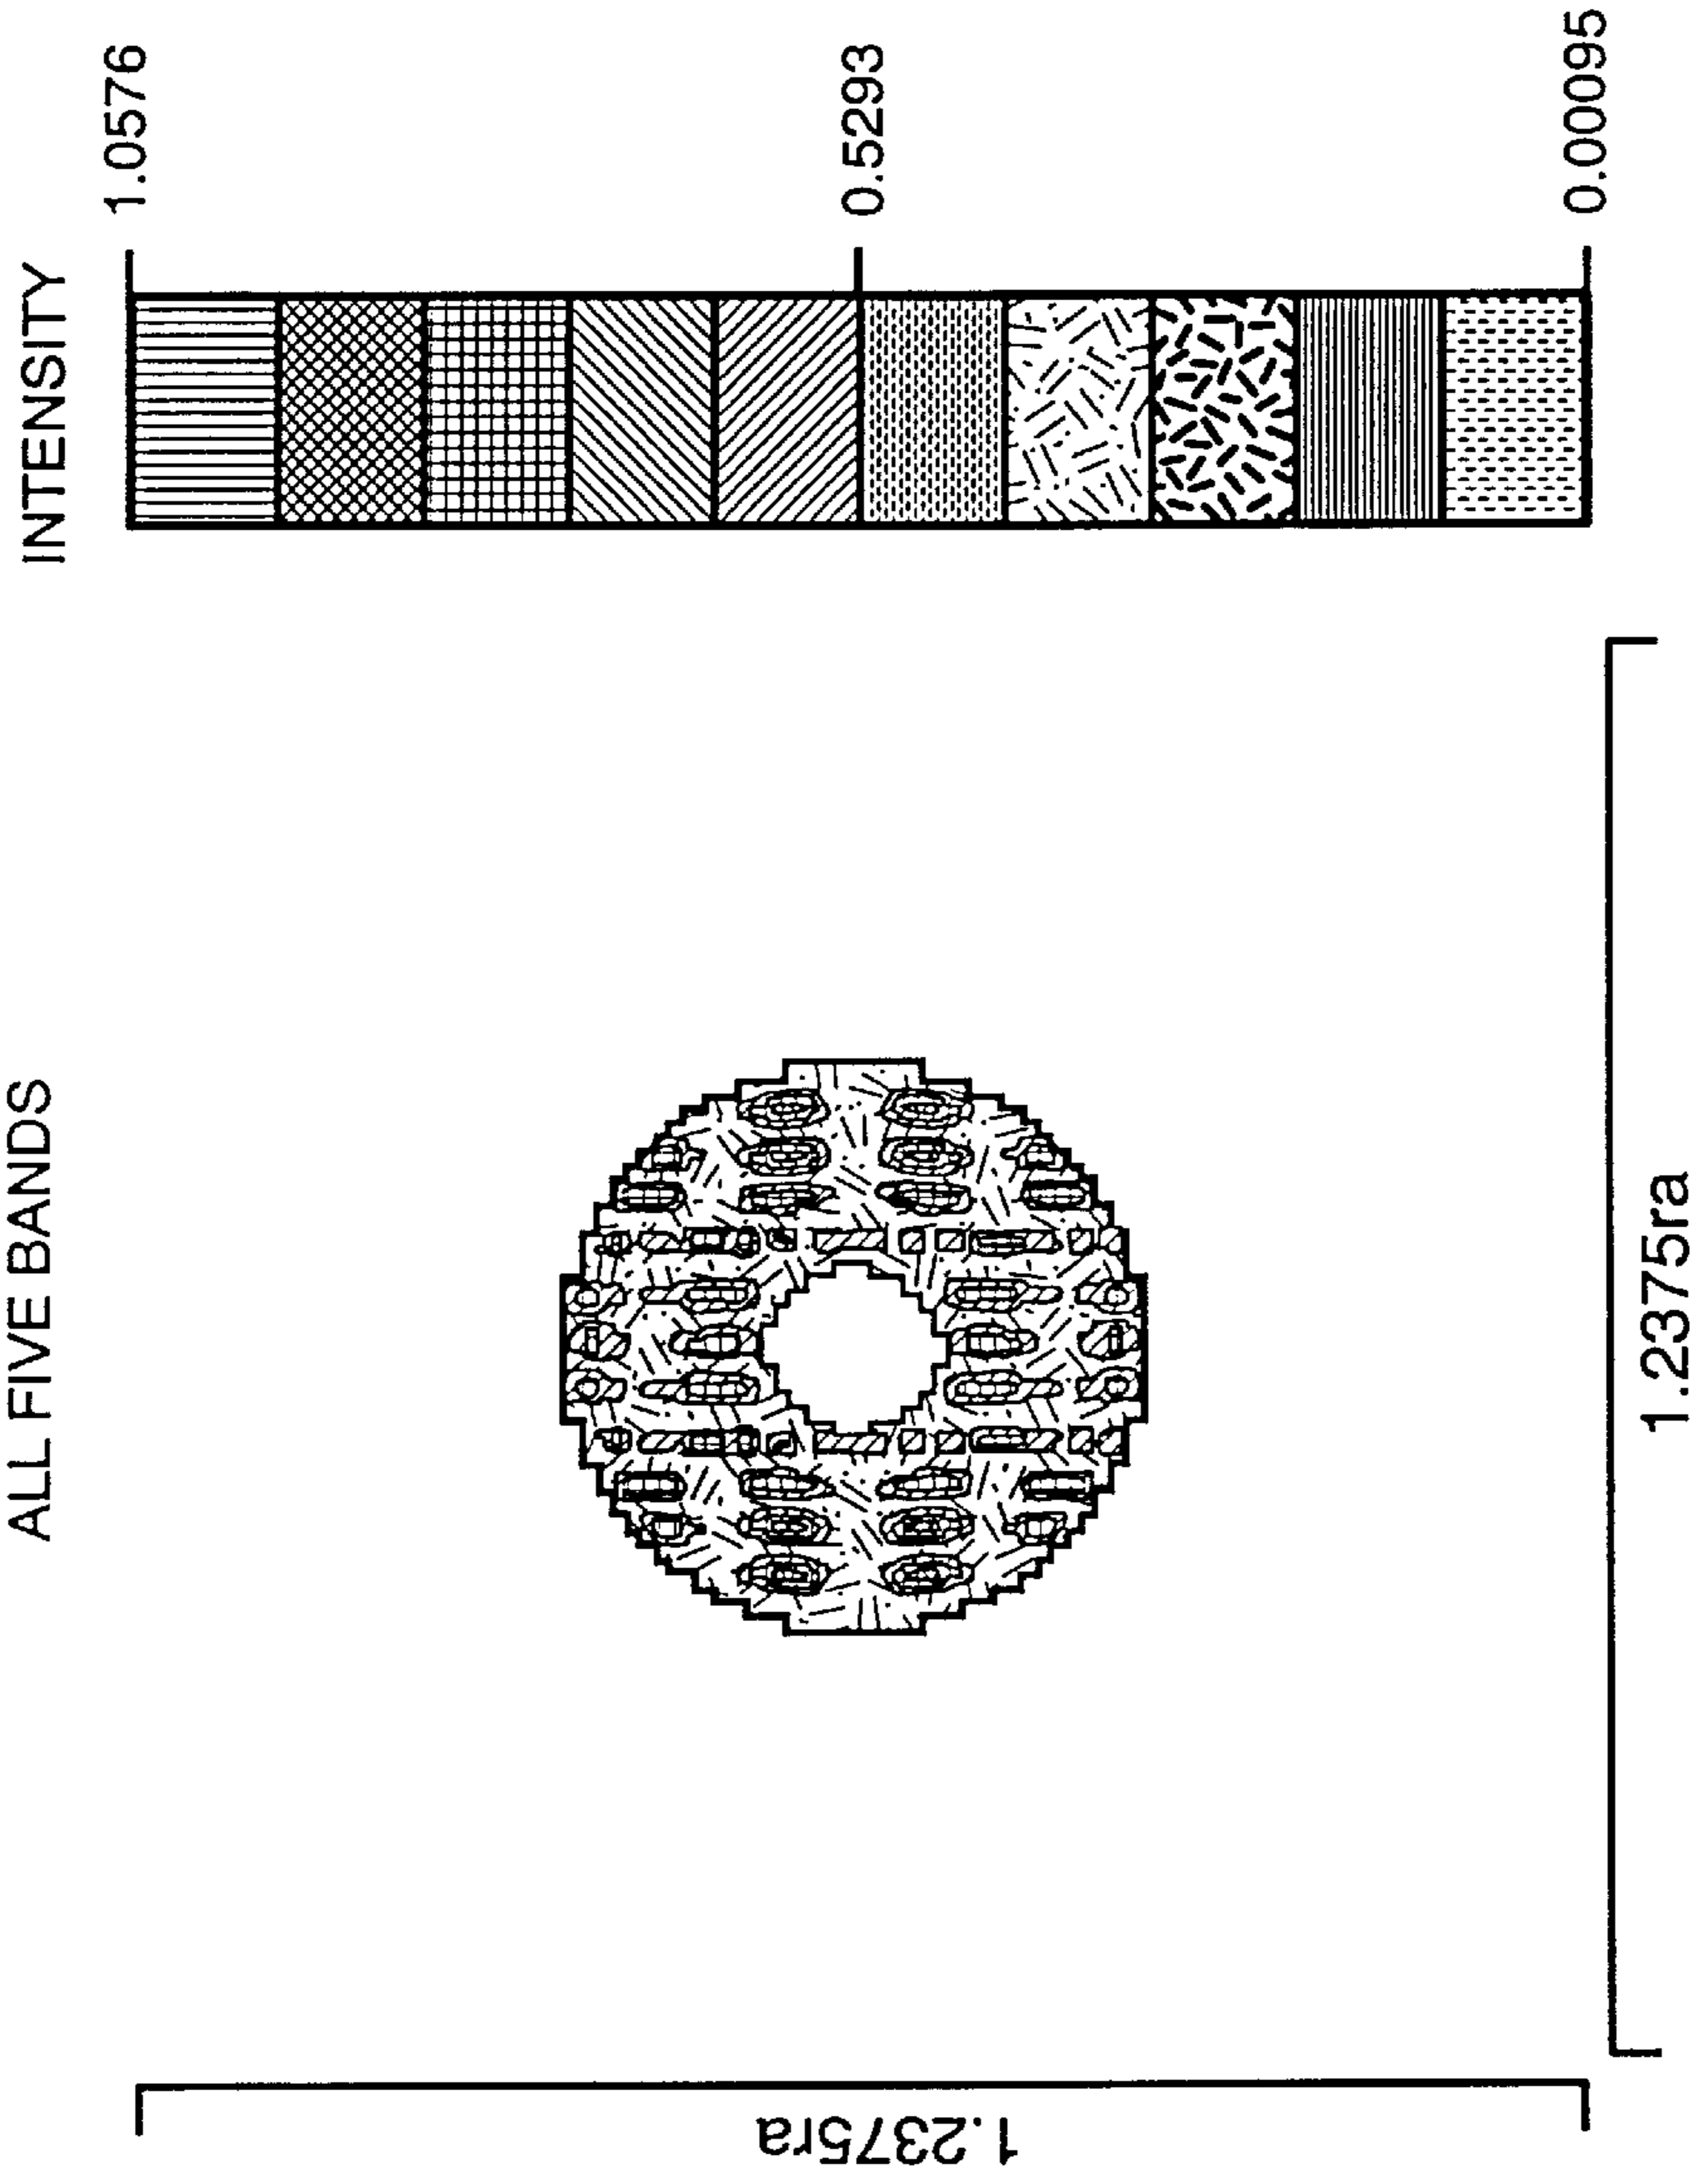 ALL FIVE BANDS
INTENSITY
1.0576
0.5293
0.00095
1.2375ra
1.2375ra